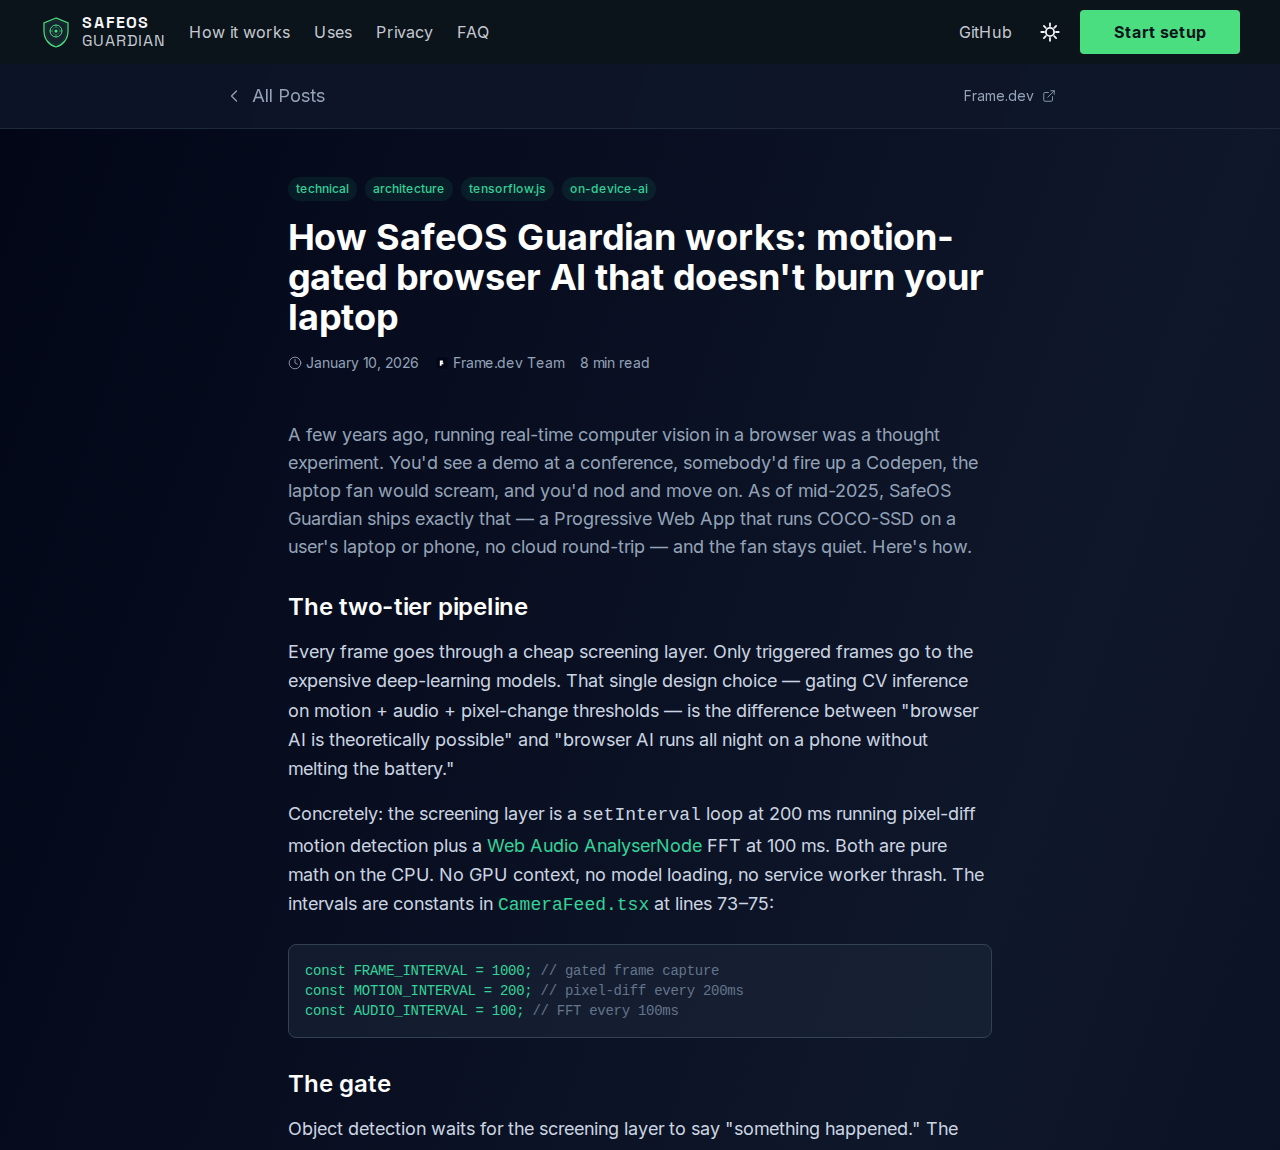 SAFEOS
GUARDIAN
How it works
Uses
Privacy
FAQ
GitHub
Start setup
All Posts
Frame.dev
technical
architecture
tensorflow.js
on-device-ai
How SafeOS Guardian works: motion-
gated browser AI that doesn't burn your
laptop
January 10, 2026
Frame.dev Team
8 min read
A few years ago, running real-time computer vision in a browser was a thought
experiment. You'd see a demo at a conference, somebody'd fire up a Codepen, the
laptop fan would scream, and you'd nod and move on. As of mid-2025, SafeOS
Guardian ships exactly that — a Progressive Web App that runs COCO-SSD on a
user's laptop or phone, no cloud round-trip — and the fan stays quiet. Here's how.
The two-tier pipeline
Every frame goes through a cheap screening layer. Only triggered frames go to the
expensive deep-learning models. That single design choice — gating CV inference
on motion + audio + pixel-change thresholds — is the difference between "browser
AI is theoretically possible" and "browser AI runs all night on a phone without
melting the battery."
Concretely: the screening layer is a setInterval loop at 200 ms running pixel-diff
motion detection plus a Web Audio AnalyserNode FFT at 100 ms. Both are pure
math on the CPU. No GPU context, no model loading, no service worker thrash. The
intervals are constants in CameraFeed.tsx at lines 73–75:
const FRAME_INTERVAL = 1000; // gated frame capture
const MOTION_INTERVAL = 200; // pixel-diff every 200ms
const AUDIO_INTERVAL = 100; // FFT every 100ms
The gate
Object detection waits for the screening layer to say "something happened." The